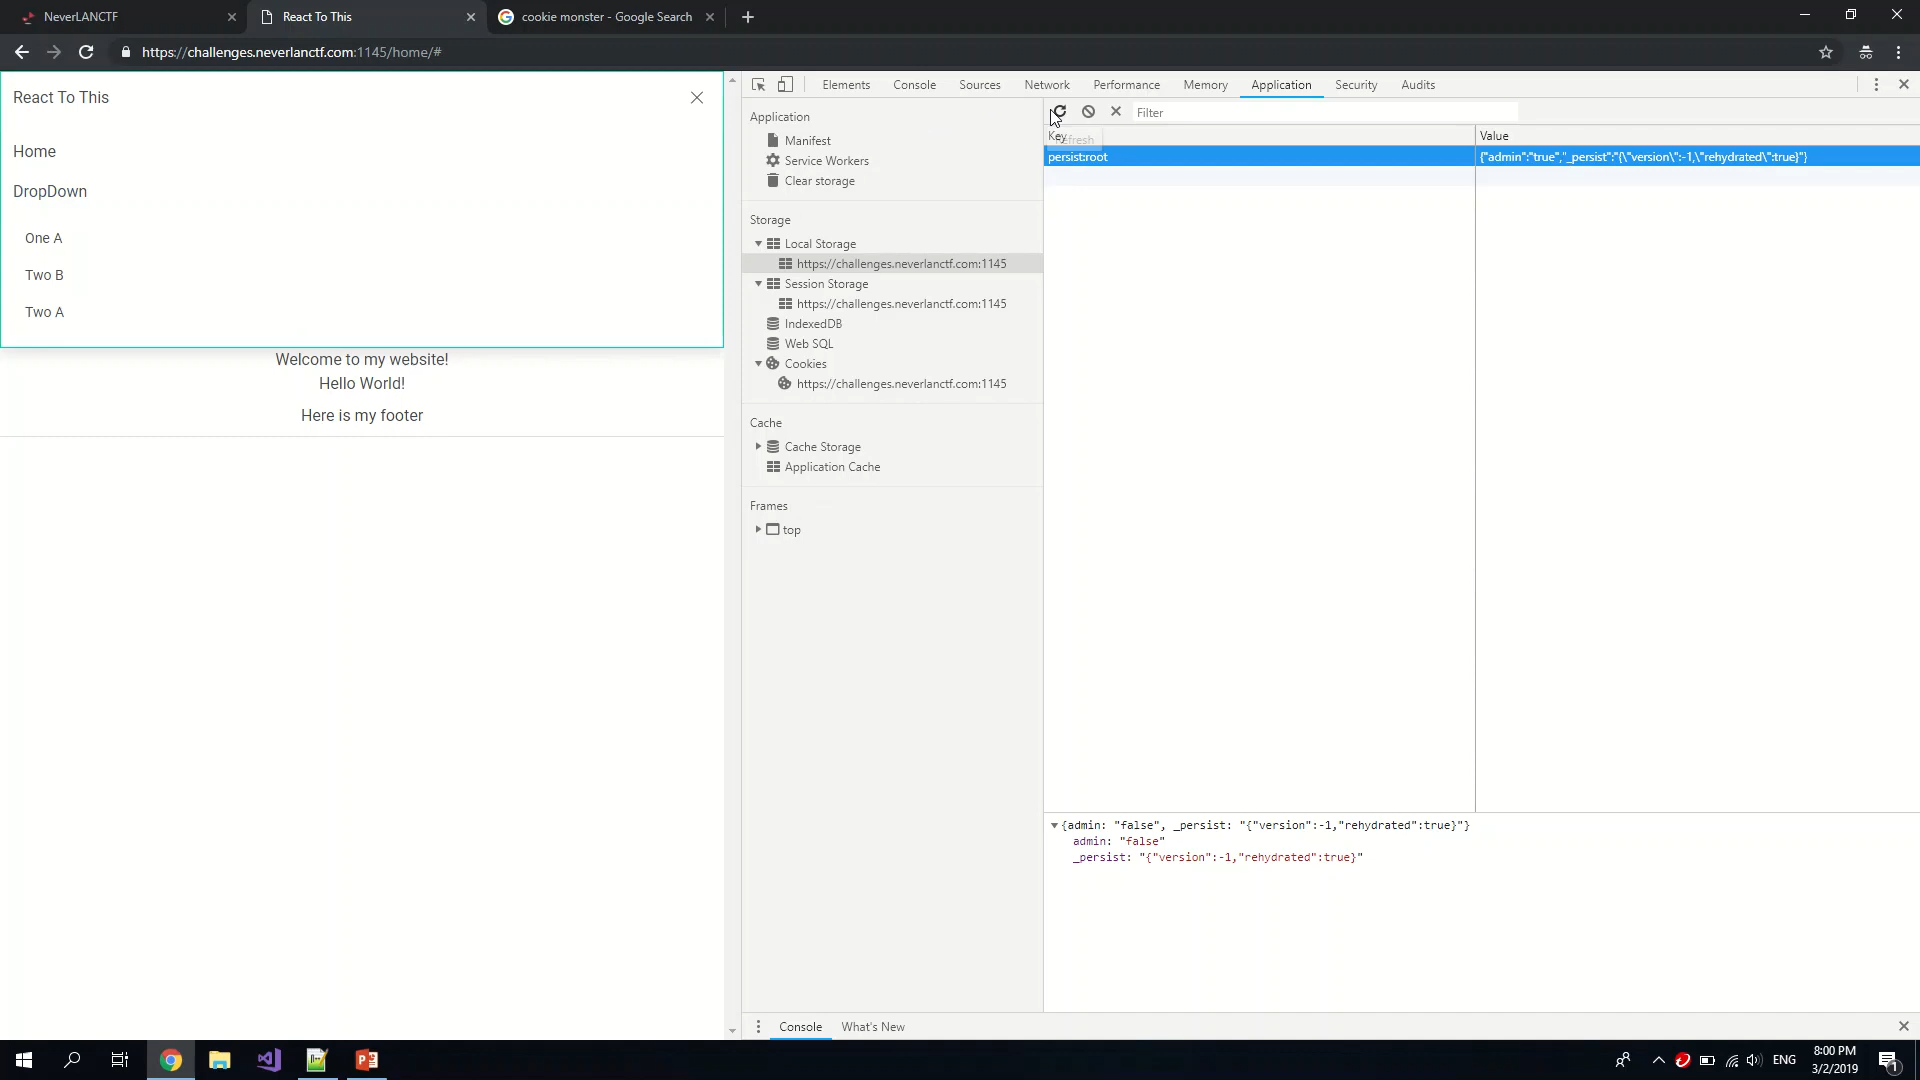 NeverLANCTF
React To This
cookie monster - Google Search
https://challenges.neverlanctf.com:1145/home/#
React To This
Home
DropDown
One A
Two B
Two A
Welcome to my website!
Hello World!
Here is my footer
Elements Console Sources Network Performance Memory Application Security Audits
Application
Manifest
Service Workers
Clear storage
Storage
Local Storage
https://challenges.neverlanctf.com:1145
Session Storage
https://challenges.neverlanctf.com:1145
IndexedDB
Web SQL
Cookies
https://challenges.neverlanctf.com:1145
Cache
Cache Storage
Application Cache
Frames
top
Filter
Key Value
Refresh
persist:root {"admin":"true","_persist":"{\"version\":-1,\"rehydrated\":true}"}
{admin: "false", _persist: "{"version":-1,"rehydrated":true}"}
admin: "false"
_persist: "{"version":-1,"rehydrated":true}"
Console What's New
ENG
8:00 PM
3/2/2019
1